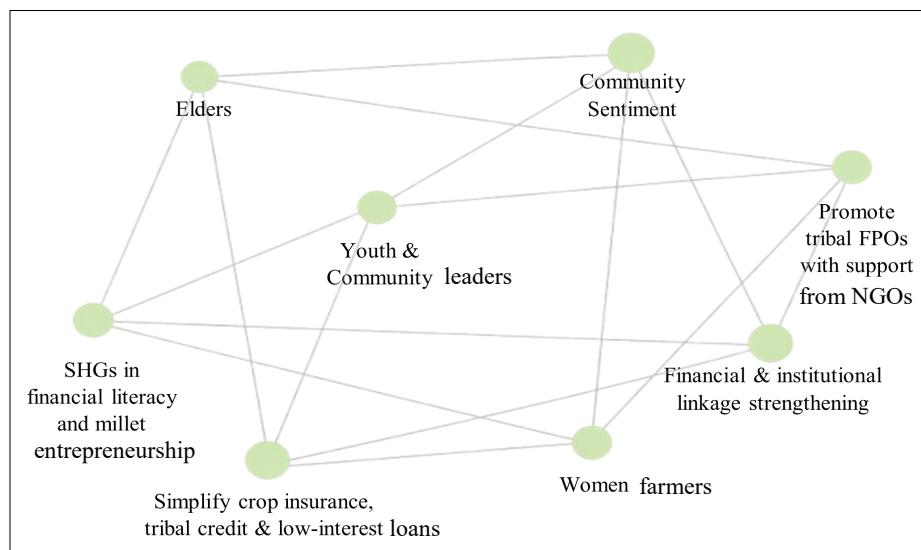 Community
Sentiment
Elders
Promote
tribal FPOs
with support
from NGOs
Youth &
Community leaders
SHGs in
financial literacy
and millet
entrepreneurship
Financial & institutional
linkage strengthening
Women farmers
Simplify crop insurance,
tribal credit & low-interest loans